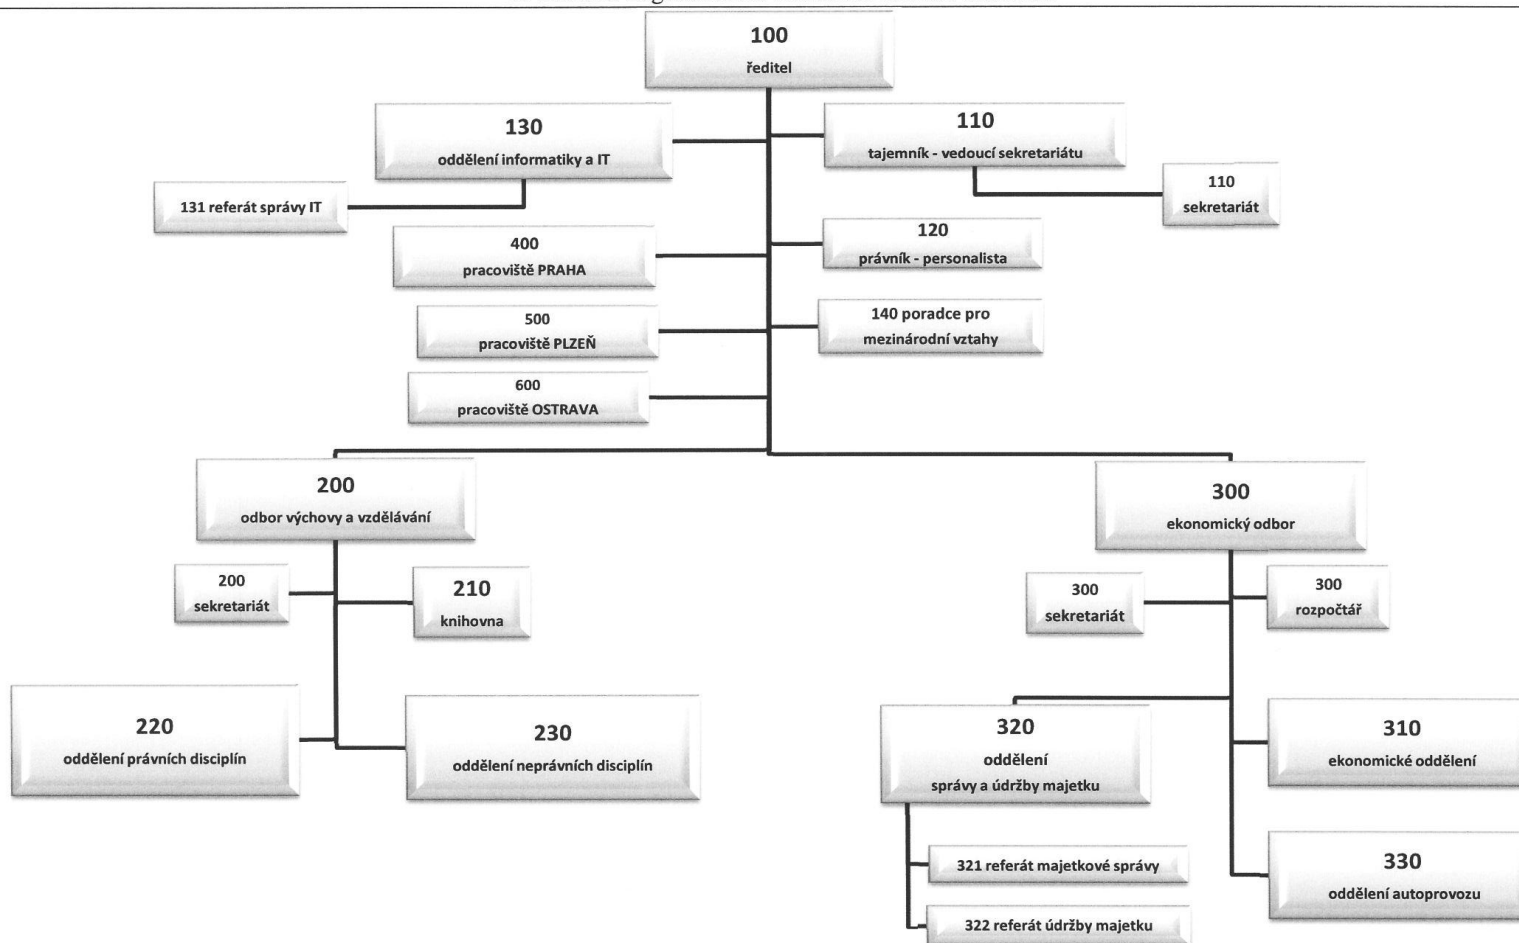 100
ředitel
130
oddělení informatiky a IT
110
tajemník - vedoucí sekretariátu
131 referát správy IT
110
sekretariát
400
pracoviště PRAHA
120
právník - personalista
500
pracoviště PLZEŇ
140 poradce pro
mezinárodní vztahy
600
pracoviště OSTRAVA
200
odbor výchovy a vzdělávání
300
ekonomický odbor
200
sekretariát
210
knihovna
300
sekretariát
300
rozpočtář
220
oddělení právních disciplín
230
oddělení neprávních disciplín
320
oddělení
správy a údržby majetku
310
ekonomické oddělení
321 referát majetkové správy
330
oddělení autoprovozu
322 referát údržby majetku